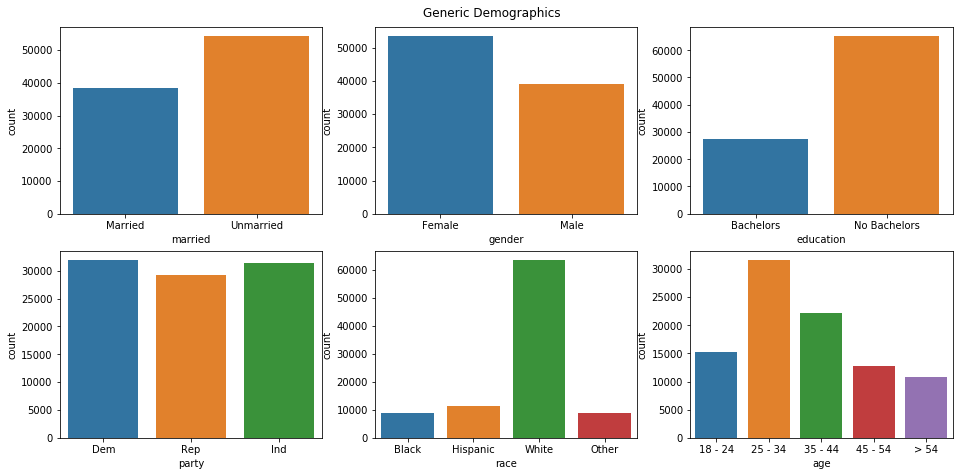 Generic Demographics
50000
40000
30000
20000
10000
0
count
Married Unmarried
married
50000
40000
30000
20000
10000
0
count
Female Male
gender
60000
50000
40000
30000
20000
10000
0
count
Bachelors No Bachelors
education
30000
25000
20000
15000
10000
5000
0
count
Dem Rep Ind
party
60000
50000
40000
30000
20000
10000
0
count
Black Hispanic White Other
race
30000
25000
20000
15000
10000
5000
0
count
18 - 24 25 - 34 35 - 44 45 - 54 > 54
age